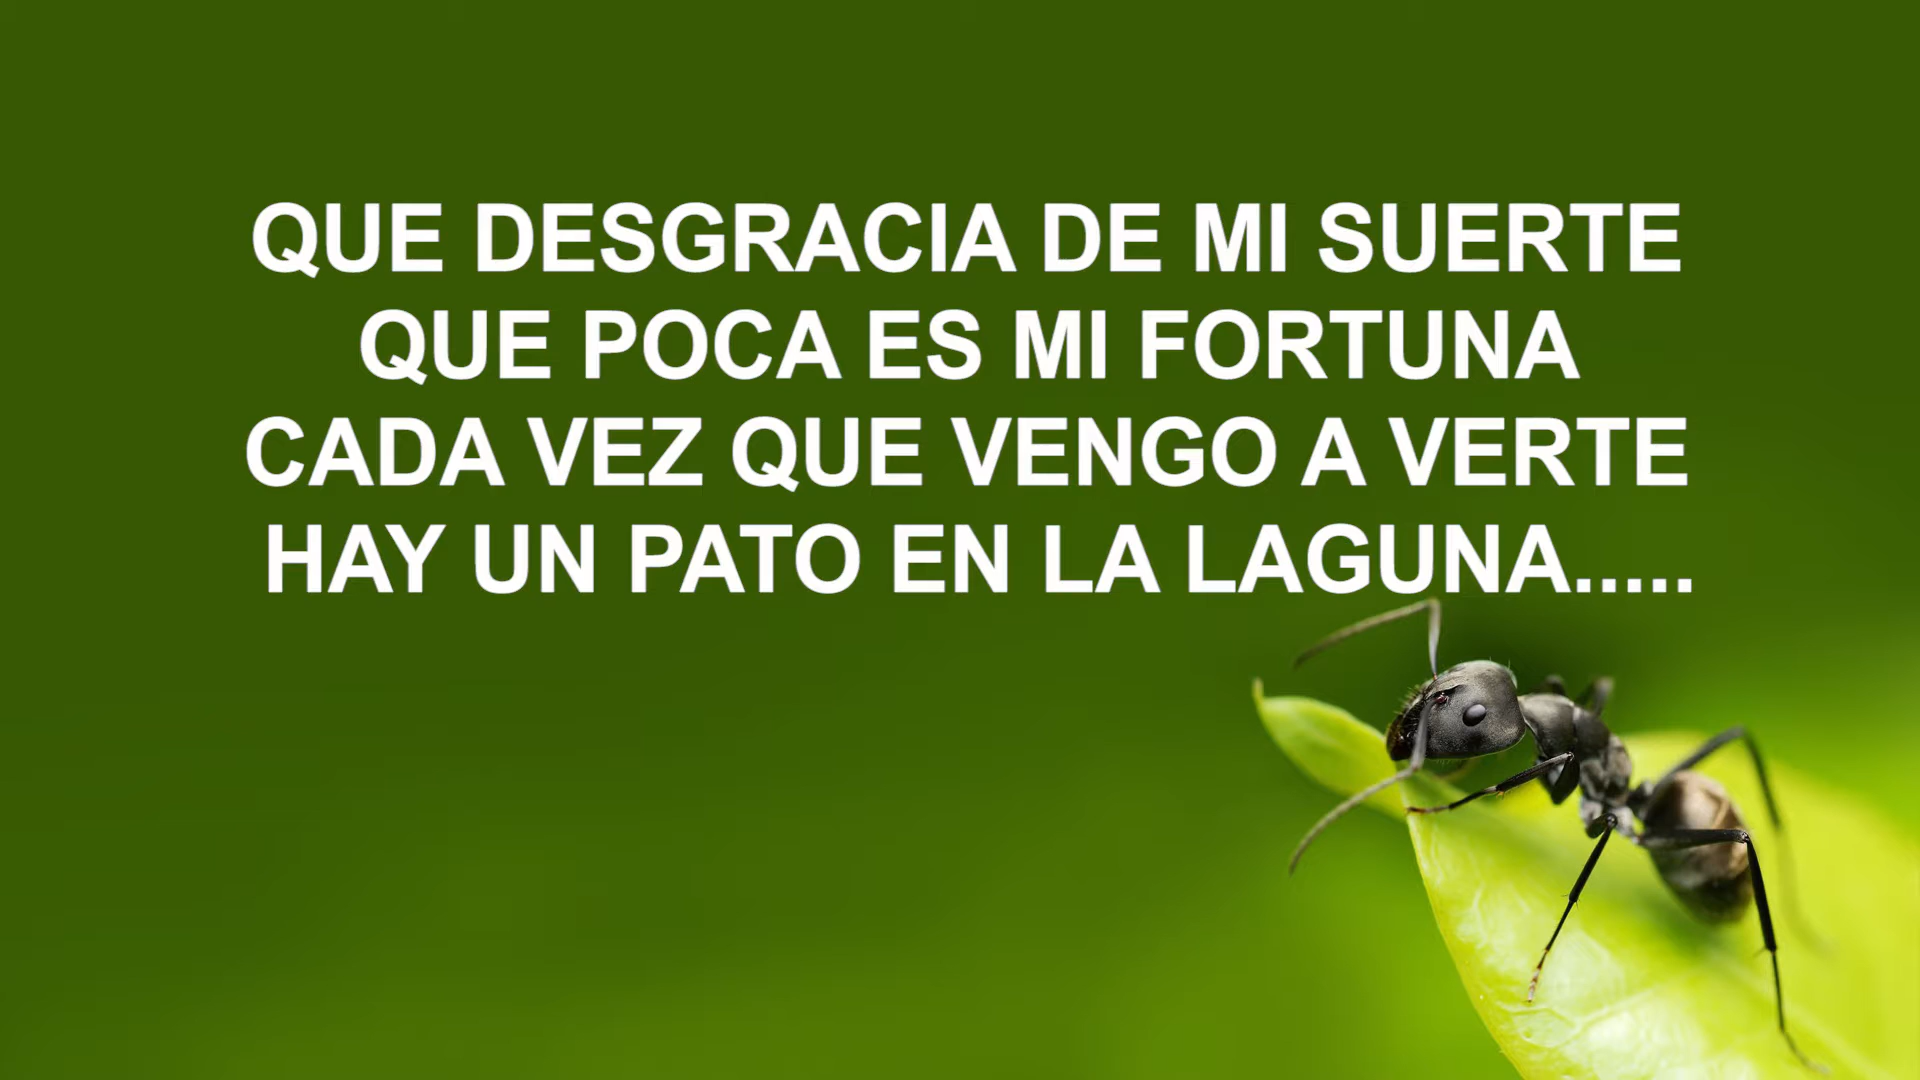 QUE DESGRACIA DE MI SUERTE
QUE POCA ES MI FORTUNA
CADA VEZ QUE VENGO A VERTE
HAY UN PATO EN LA LAGUNA.....